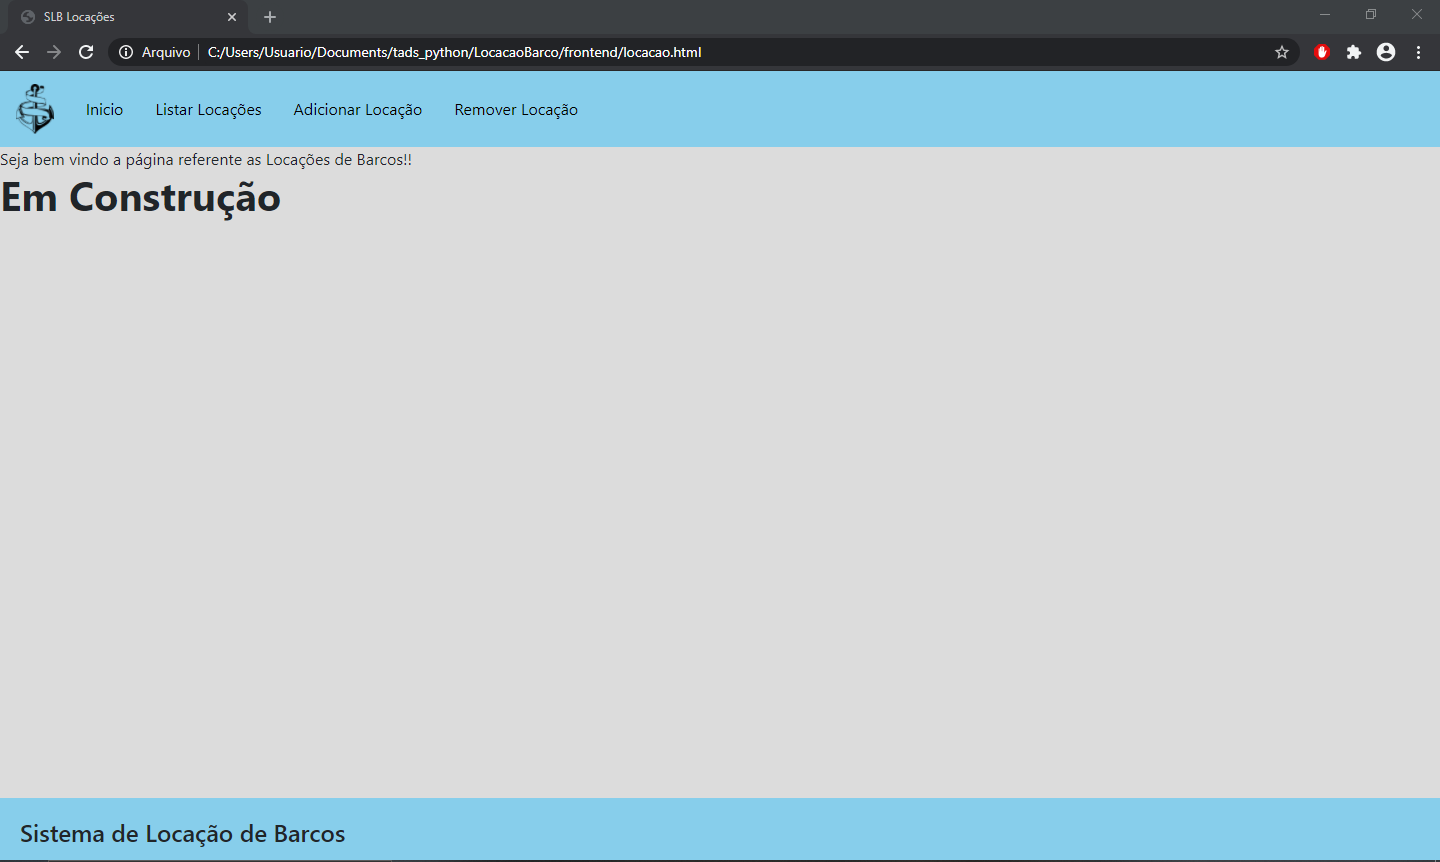 SLB Locações
Arquivo C:/Users/Usuario/Documents/tads_python/LocacaoBarco/frontend/locacao.html
Inicio Listar Locações Adicionar Locação Remover Locação
Seja bem vindo a página referente as Locações de Barcos!!
Em Construção
Sistema de Locação de Barcos